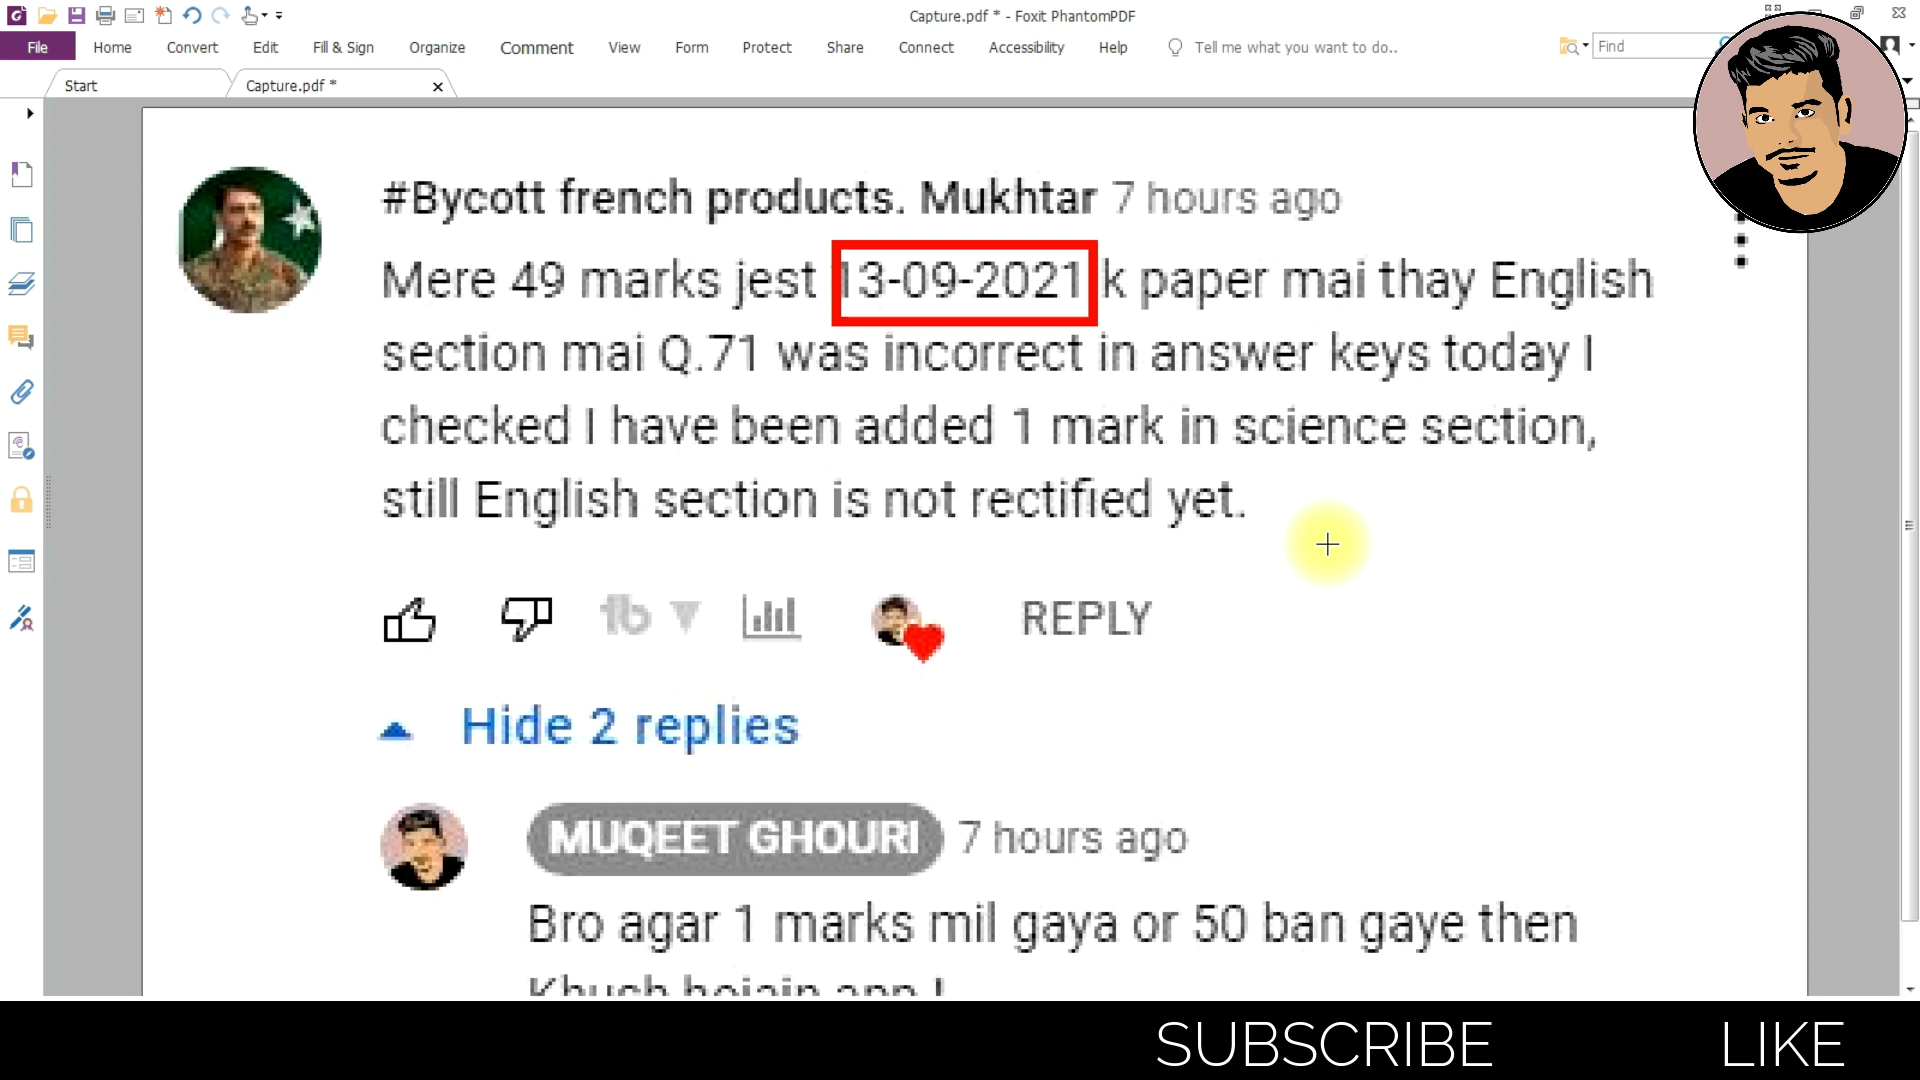 Capture.pdf * - Foxit PhantomPDF
File Home Convert Edit Fill & Sign Organize Comment View Form Protect Share Connect Accessibility Help Tell me what you want to do.. Find
Start Capture.pdf *
#Bycott french products. Mukhtar 7 hours ago
Mere 49 marks jest 13-09-2021 k paper mai thay English
section mai Q.71 was incorrect in answer keys today I
checked I have been added 1 mark in science section,
still English section is not rectified yet.
REPLY
Hide 2 replies
MUQEET GHOURI 7 hours ago
Bro agar 1 marks mil gaya or 50 ban gaye then
SUBSCRIBE LIKE